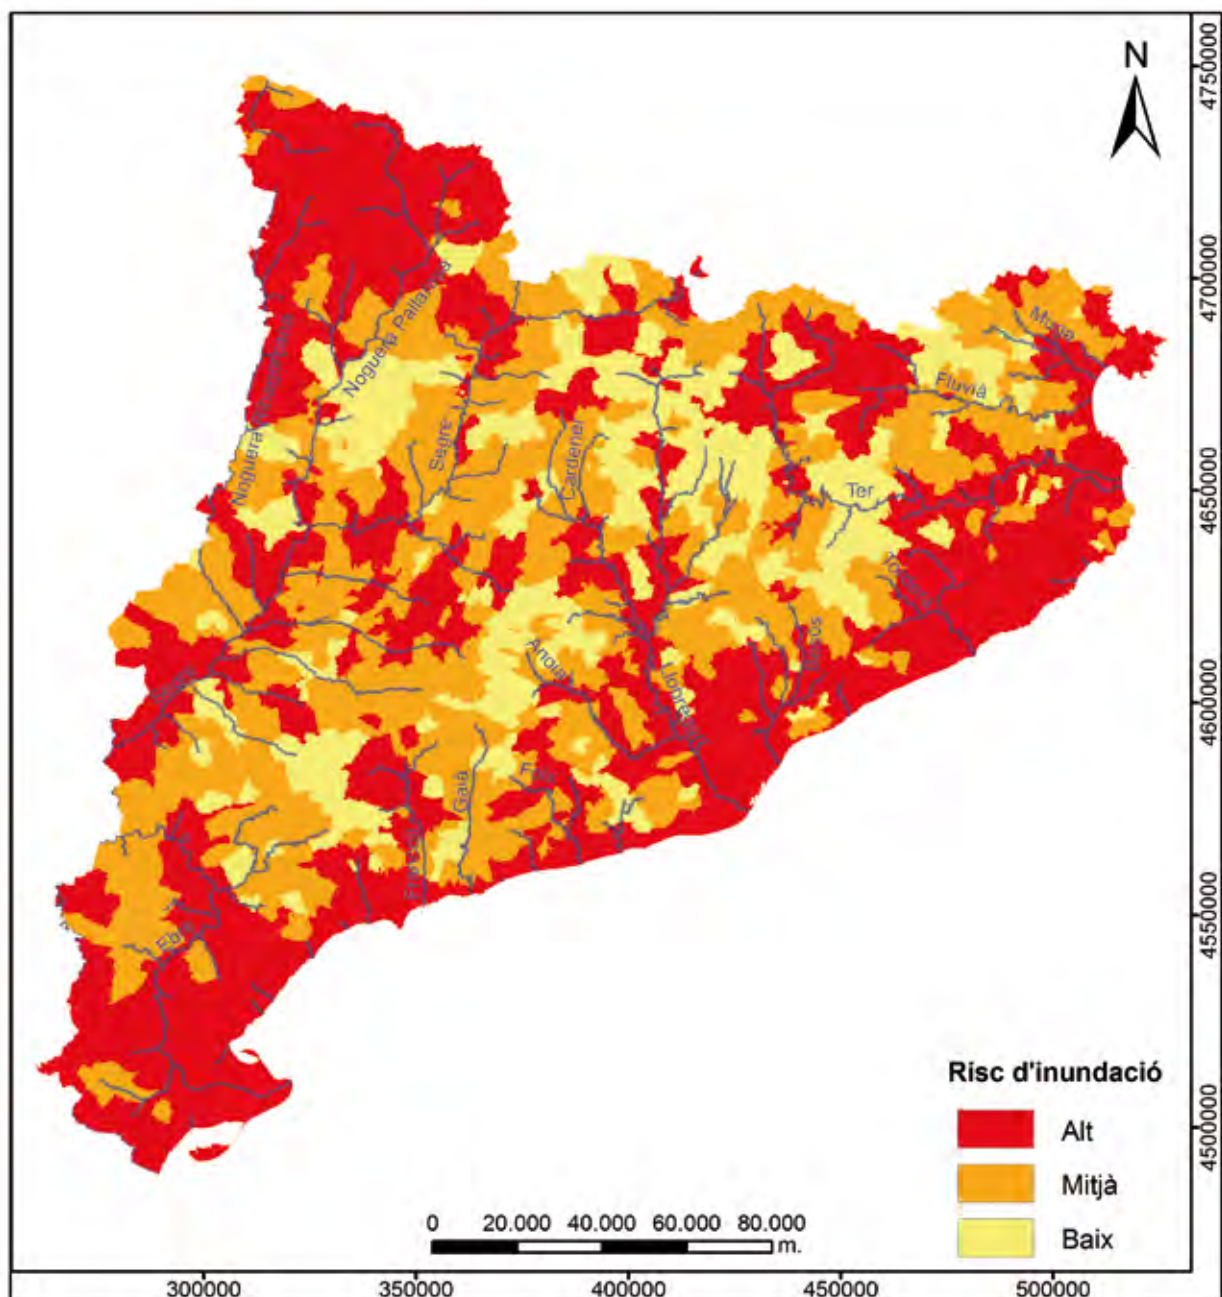 N
4750000
4700000
4650000
4600000
4550000
4500000
Noguera Ribagorçana
Noguera Pallaresa
Segre
Cardener
Muga
Fluvià
Ter
Tordera
Besòs
Llobregat
Anoia
Segre
Foix
Gaià
Francolí
Ebre
Risc d'inundació
Alt
Mitjà
Baix
0 20.000 40.000 60.000 80.000
m.
300000 350000 400000 450000 500000